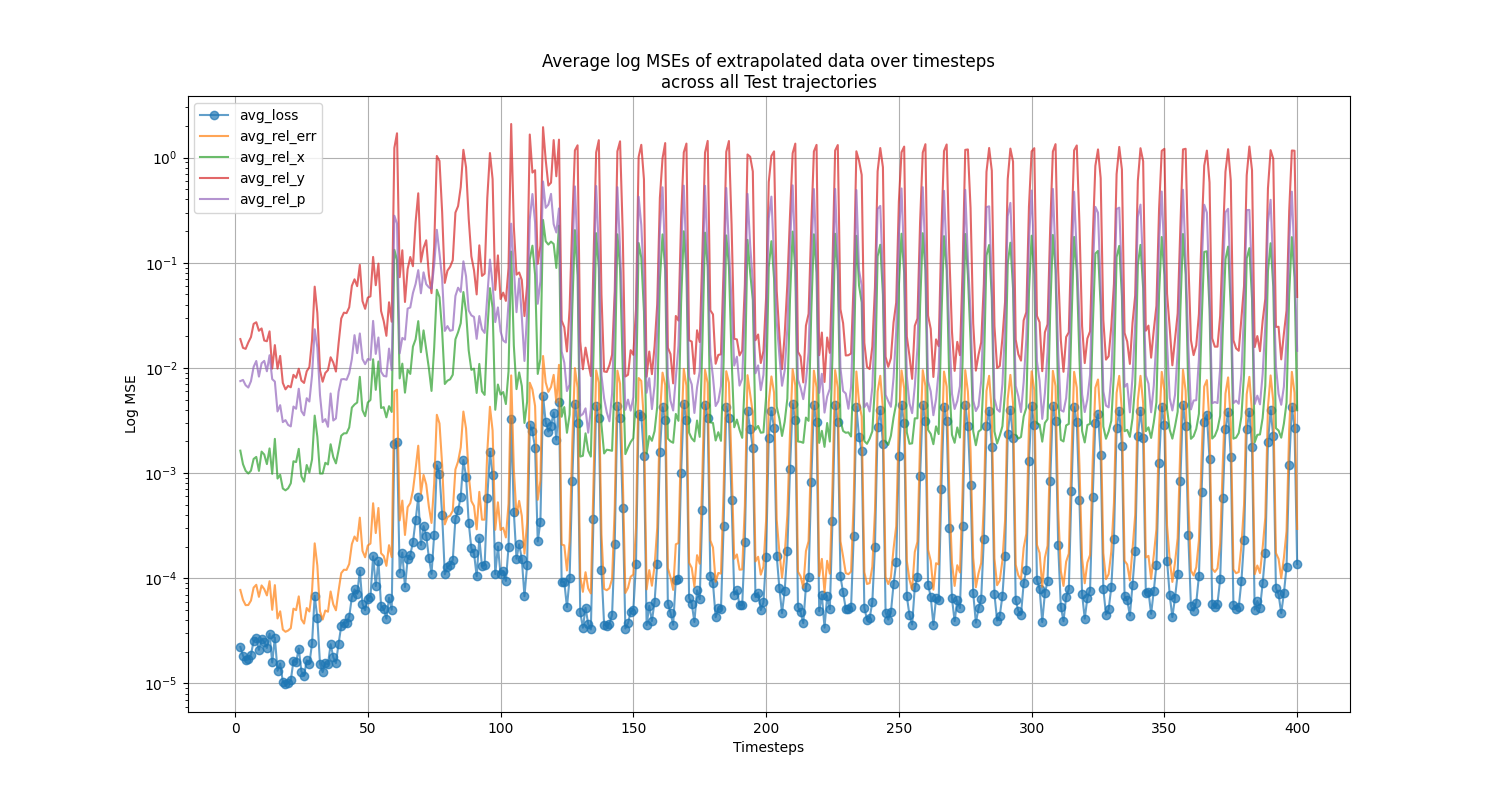 Average log MSEs of extrapolated data over timesteps
across all Test trajectories
avg_loss
avg_rel_err
avg_rel_x
avg_rel_y
avg_rel_p
10^0
10^-1
10^-2
10^-3
10^-4
10^-5
Log MSE
0 50 100 150 200 250 300 350 400
Timesteps